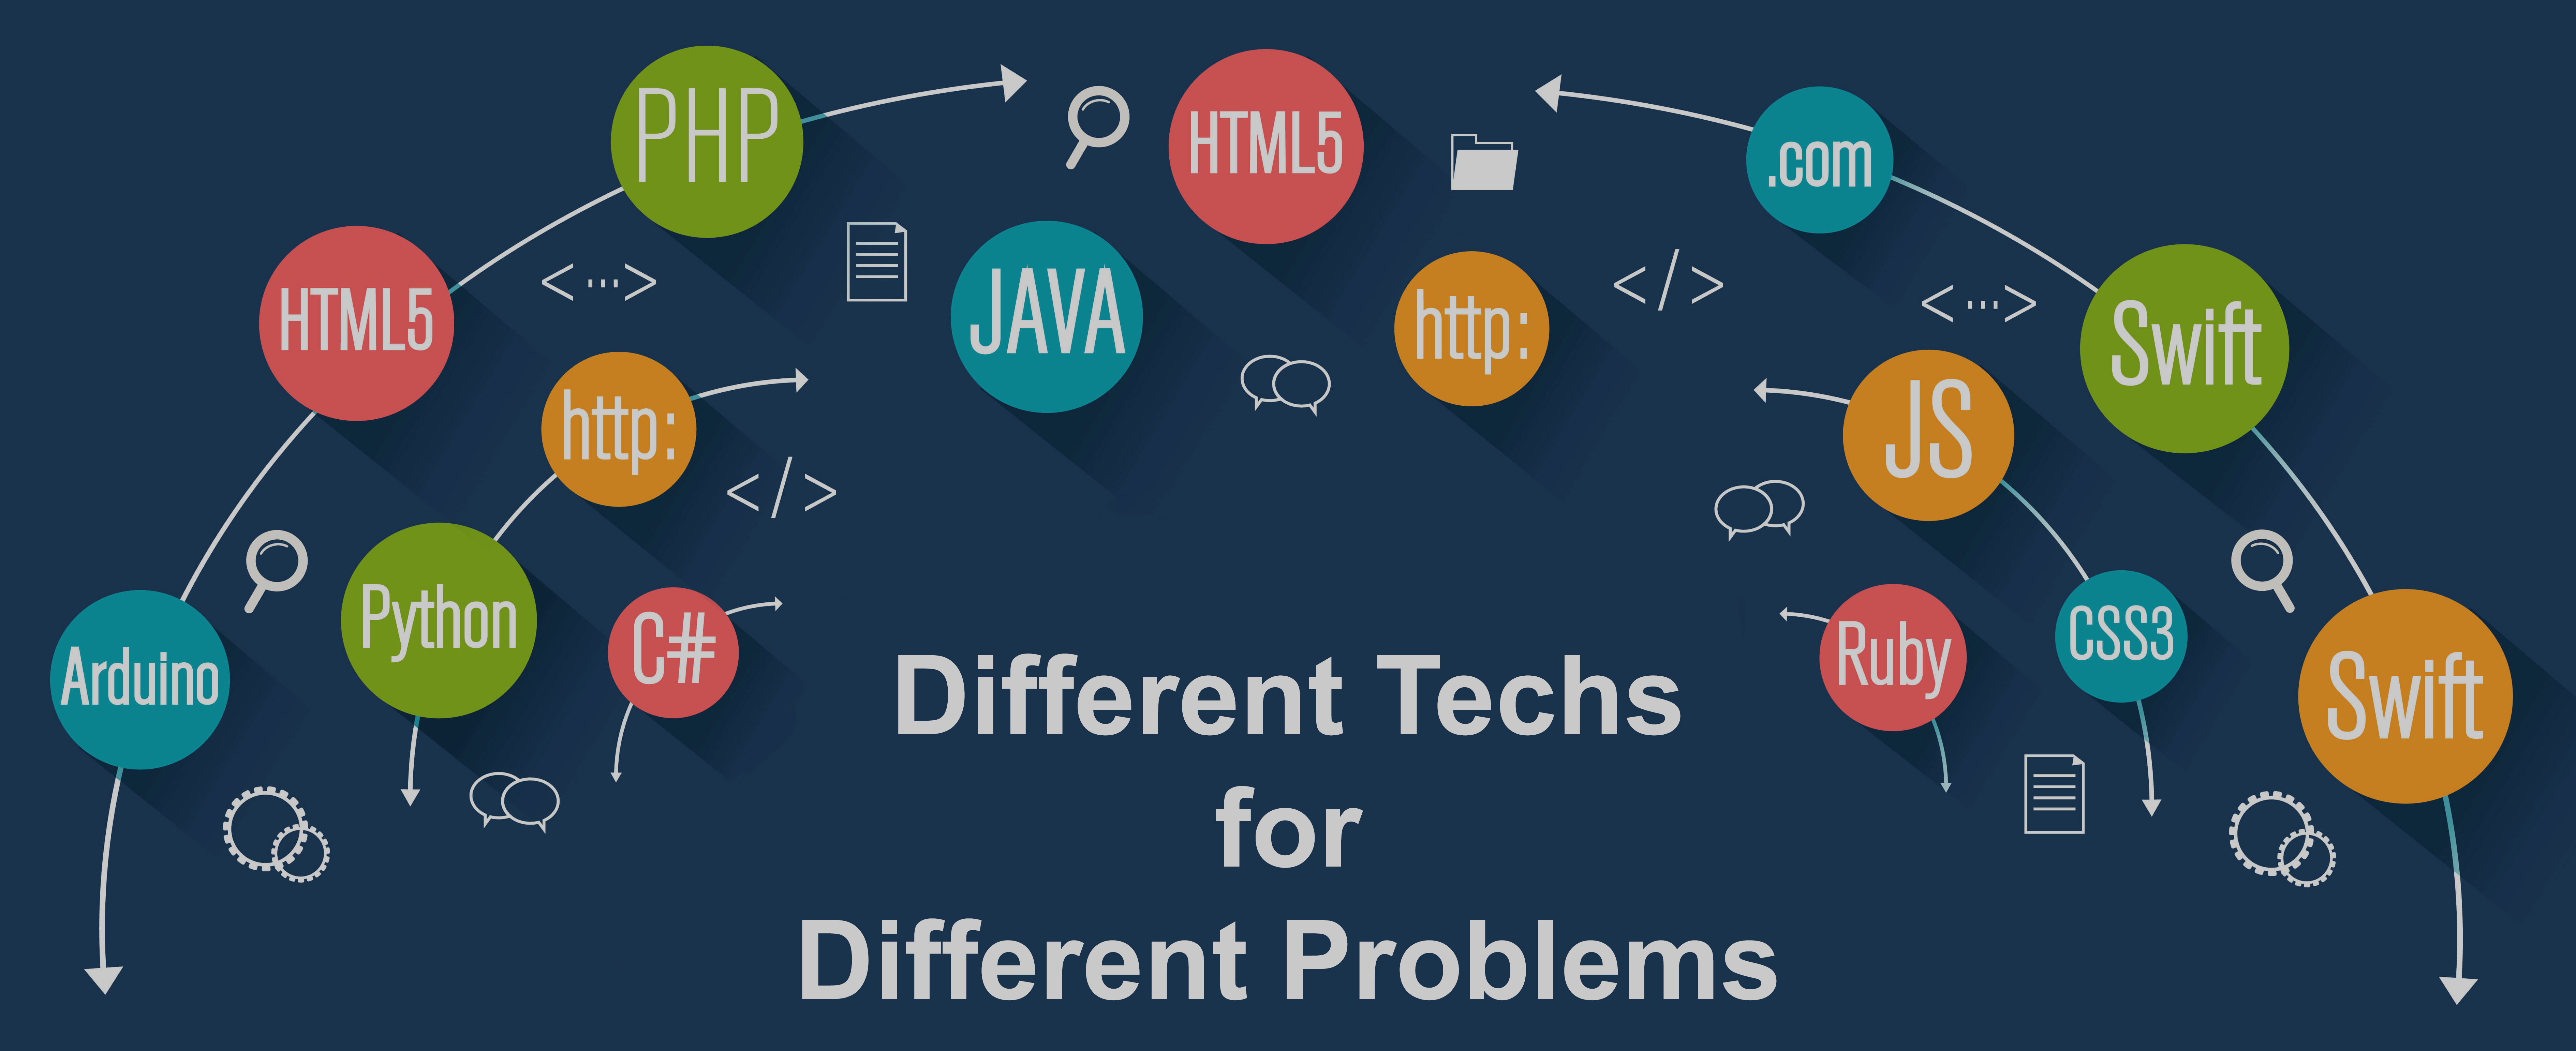 PHP
HTML5
.com
HTML5
JAVA
http:
Swift
http:
JS
< ... >
</>
< ... >
</>
Arduino
Python
C#
Ruby
CSS3
Swift
Different Techs
for
Different Problems